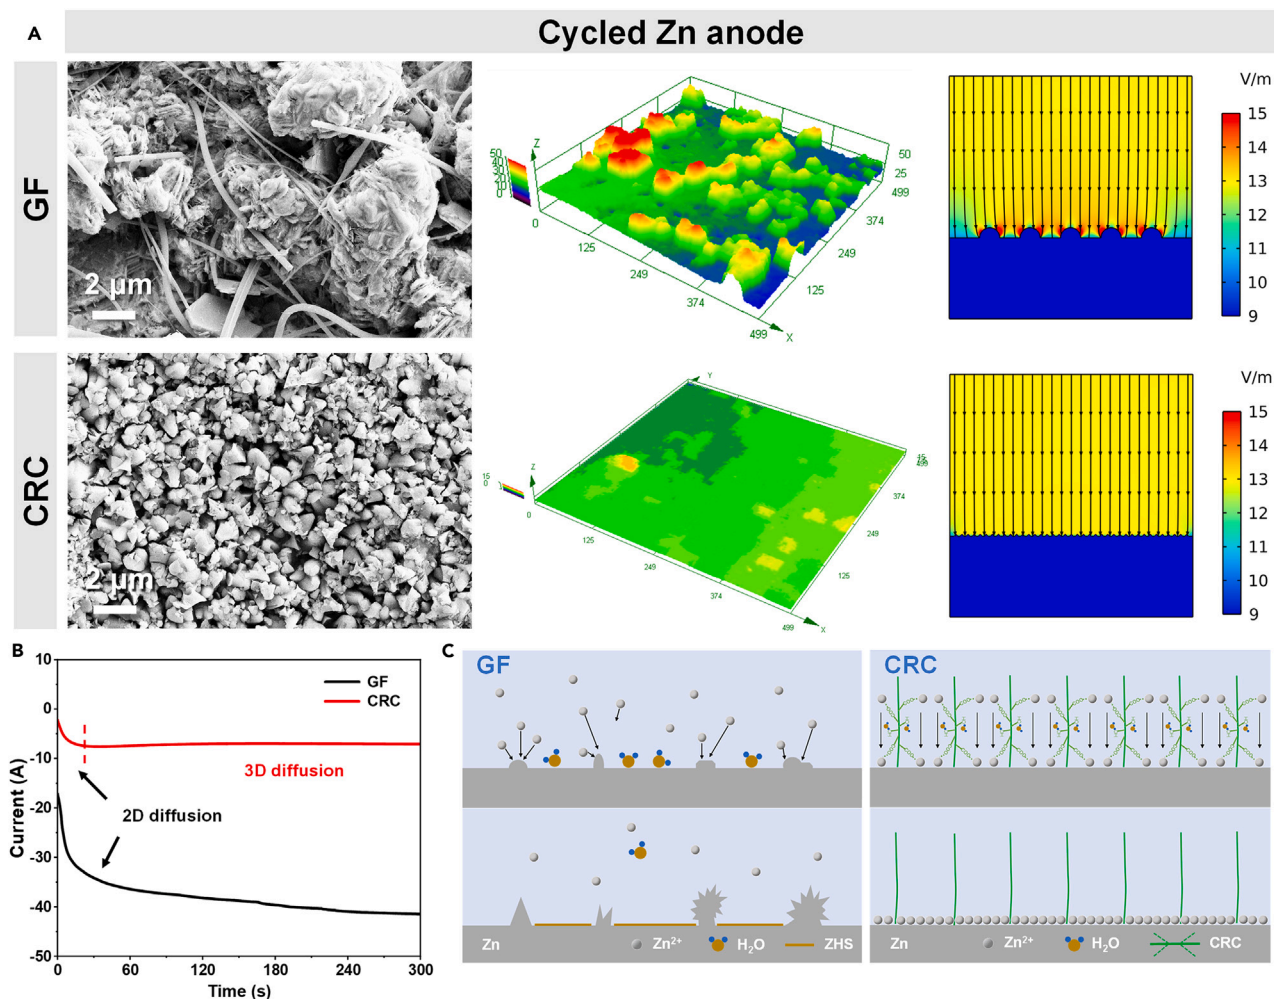 A
Cycled Zn anode
GF
2 μm
Z
50
40
30
20
10
0
0
125
249
374
499
X
125
249
374
499
25
50
V/m
15
14
13
12
11
10
9
CRC
2 μm
Y
Z
15
0
0
125
249
374
499
X
125
249
374
499
15
V/m
15
14
13
12
11
10
9
B
10
0
-10
-20
-30
-40
-50
Current (A)
GF
CRC
3D diffusion
2D diffusion
0
60
120
180
240
300
Time (s)
C
GF
CRC
Zn
Zn²⁺
H₂O
ZHS
Zn
Zn²⁺
H₂O
CRC